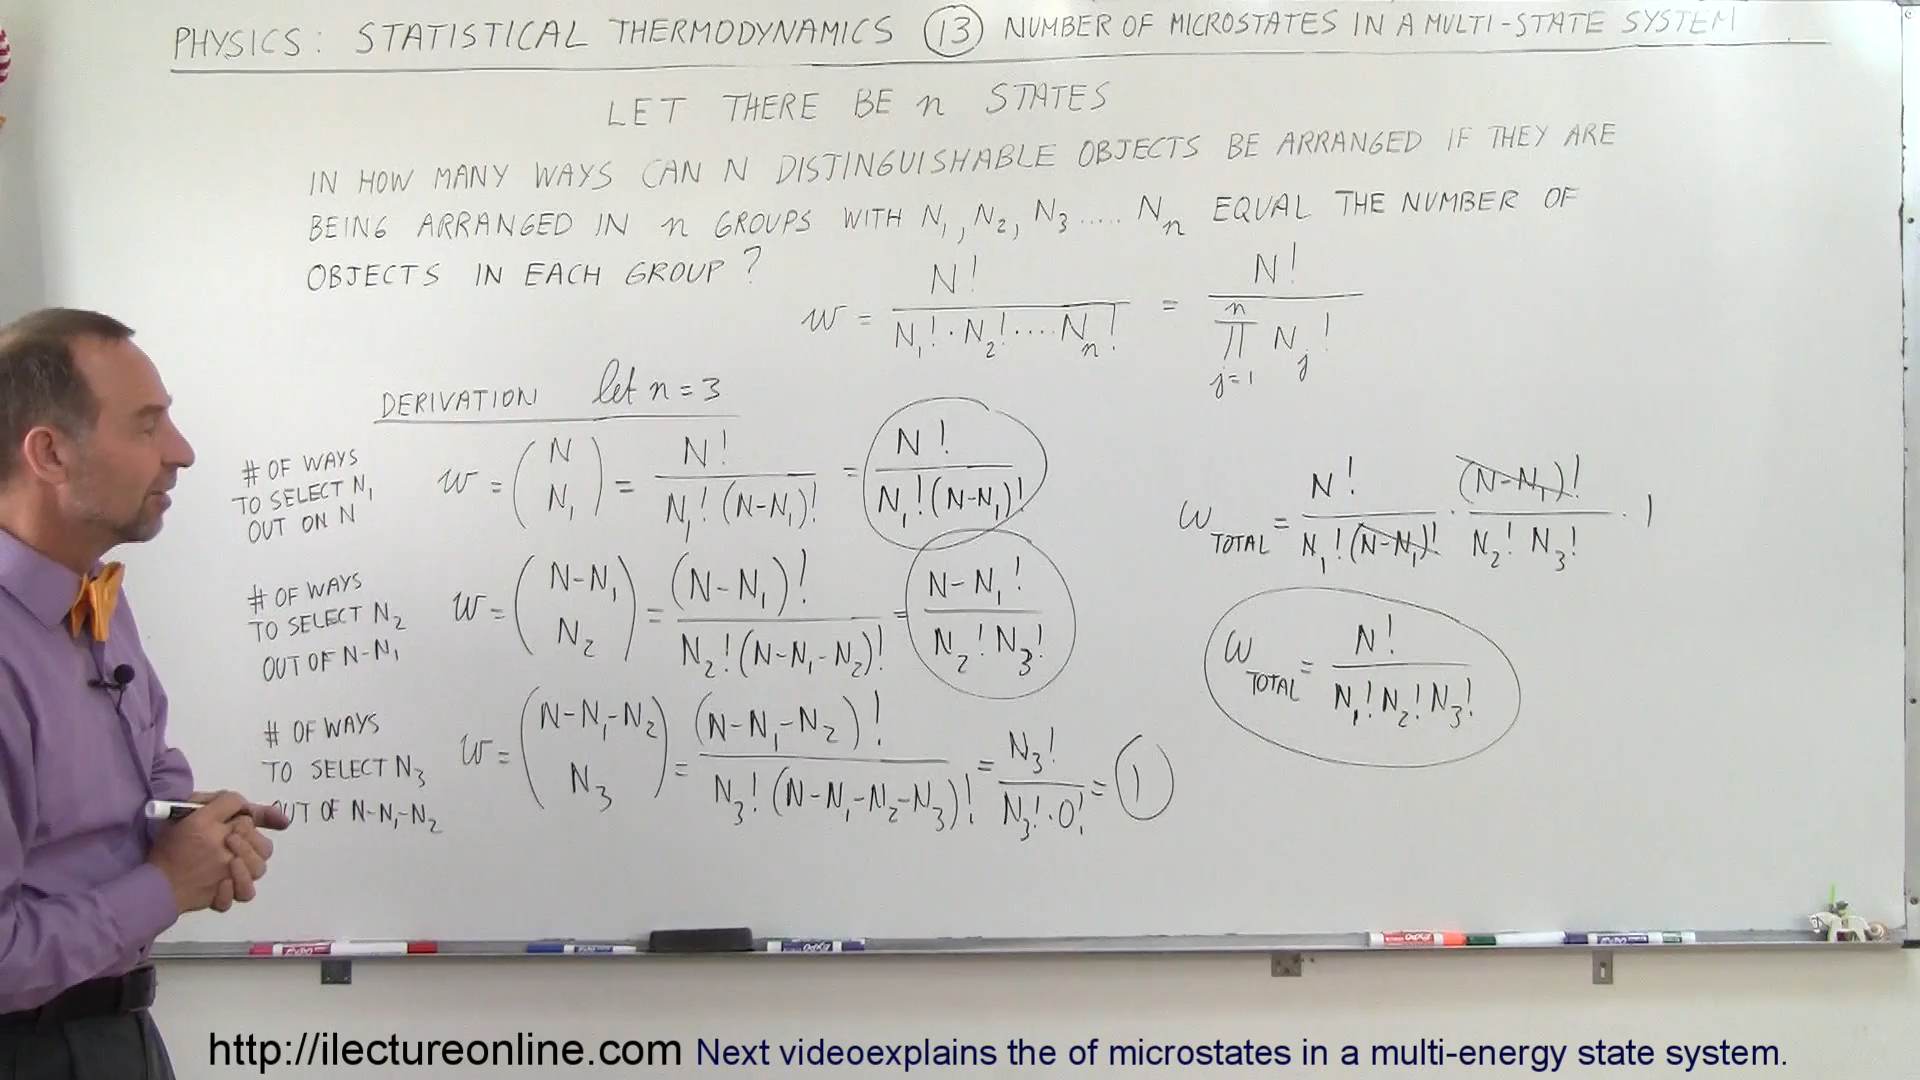 PHYSICS: STATISTICAL THERMODYNAMICS (13) NUMBER OF MICROSTATES IN A MULTI-STATE SYSTEM
LET THERE BE n STATES
IN HOW MANY WAYS CAN N DISTINGUISHABLE OBJECTS BE ARRANGED IF THEY ARE
BEING ARRANGED IN n GROUPS WITH N₁, N₂, N₃ ..... Nₙ EQUAL THE NUMBER OF
OBJECTS IN EACH GROUP?
w = N! / (N₁! · N₂! .... Nₙ!) = N! / ∏_{j=1}^{n} N_j!
DERIVATION let n = 3
# OF WAYS
TO SELECT N₁
OUT ON N
w = (N N₁) = N! / (N₁! (N-N₁)!) = N! / (N₁! (N-N₁)!)
# OF WAYS
TO SELECT N₂
OUT OF N-N₁
w = (N-N₁ N₂) = (N-N₁)! / (N₂! (N-N₁-N₂)!) = N-N₁! / (N₂! N₃!)
# OF WAYS
TO SELECT N₃
OUT OF N-N₁-N₂
w = (N-N₁-N₂ N₃) = (N-N₁-N₂)! / (N₃! (N-N₁-N₂-N₃)!) = N₃! / (N₃! · 0!) = 1
ω TOTAL = N! / (N₁! (N-N₁)!) · (N-N₁)! / (N₂! N₃!) · 1
ω TOTAL = N! / (N₁! N₂! N₃!)
http://ilectureonline.com Next videoexplains the of microstates in a multi-energy state system.